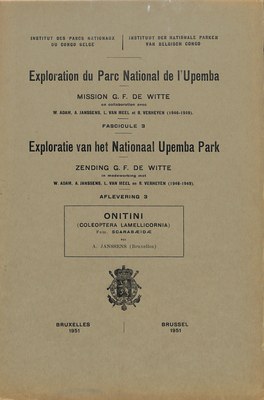 INSTITUT DES PARCS NATIONAUX
DU CONGO BELGE
INSTITUUT DER NATIONALE PARKEN
VAN BELGISCH CONGO
Exploration du Parc National de l'Upemba
MISSION G. F. DE WITTE
en collaboration avec
W. ADAM, A. JANSSENS, L. VAN MEEL et R. VERHEYEN (1946-1949).
FASCICULE 3
Exploratie van het Nationaal Upemba Park
ZENDING G. F. DE WITTE
in medewerking met
W. ADAM, A. JANSSENS, L. VAN MEEL en R. VERHEYEN (1946-1949).
AFLEVERING 3
ONITINI
(COLEOPTERA LAMELLICORNIA)
FAM. SCARABÆIDÆ
PAR
A. JANSSENS (Bruxelles)
BRUXELLES
1951
BRUSSEL
1951